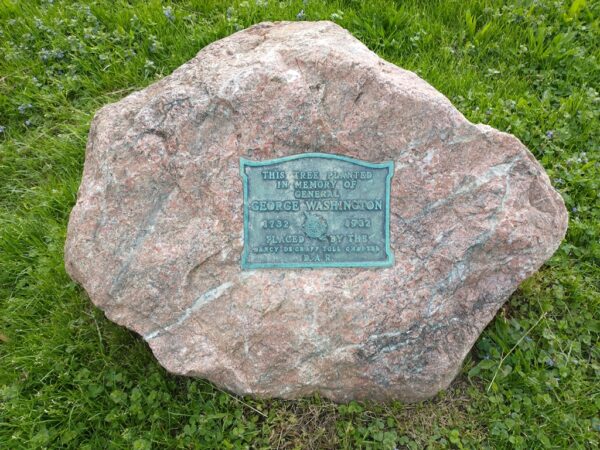 THIS TREE PLANTED
IN MEMORY OF
GENERAL
GEORGE WASHINGTON
1732 1932
PLACED BY THE
NANCY DE GRAFF TOLL CHAPTER
D.A.R.